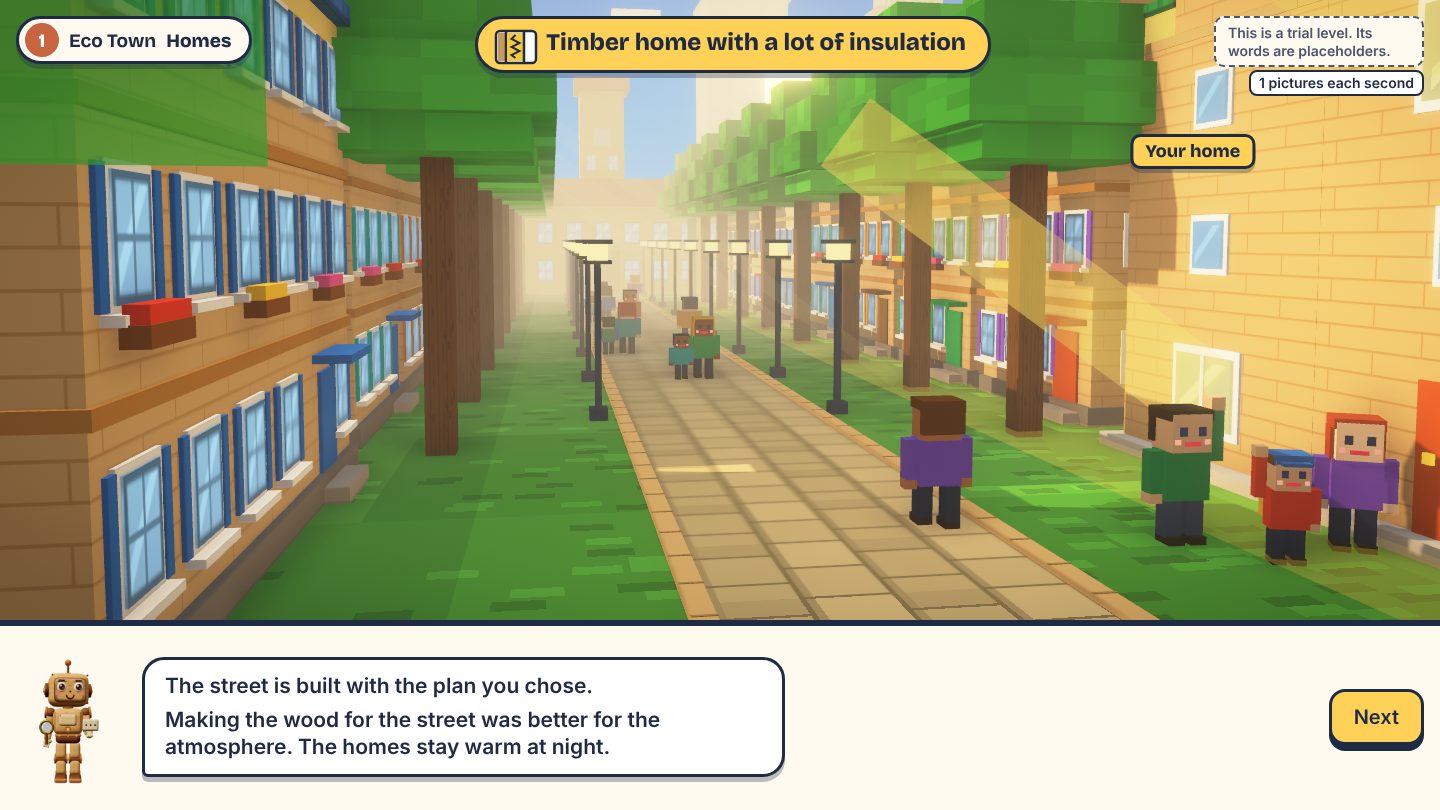 1 Eco Town Homes
Timber home with a lot of insulation
This is a trial level. Its
words are placeholders.
1 pictures each second
Your home
The street is built with the plan you chose.
Making the wood for the street was better for the
atmosphere. The homes stay warm at night.
Next